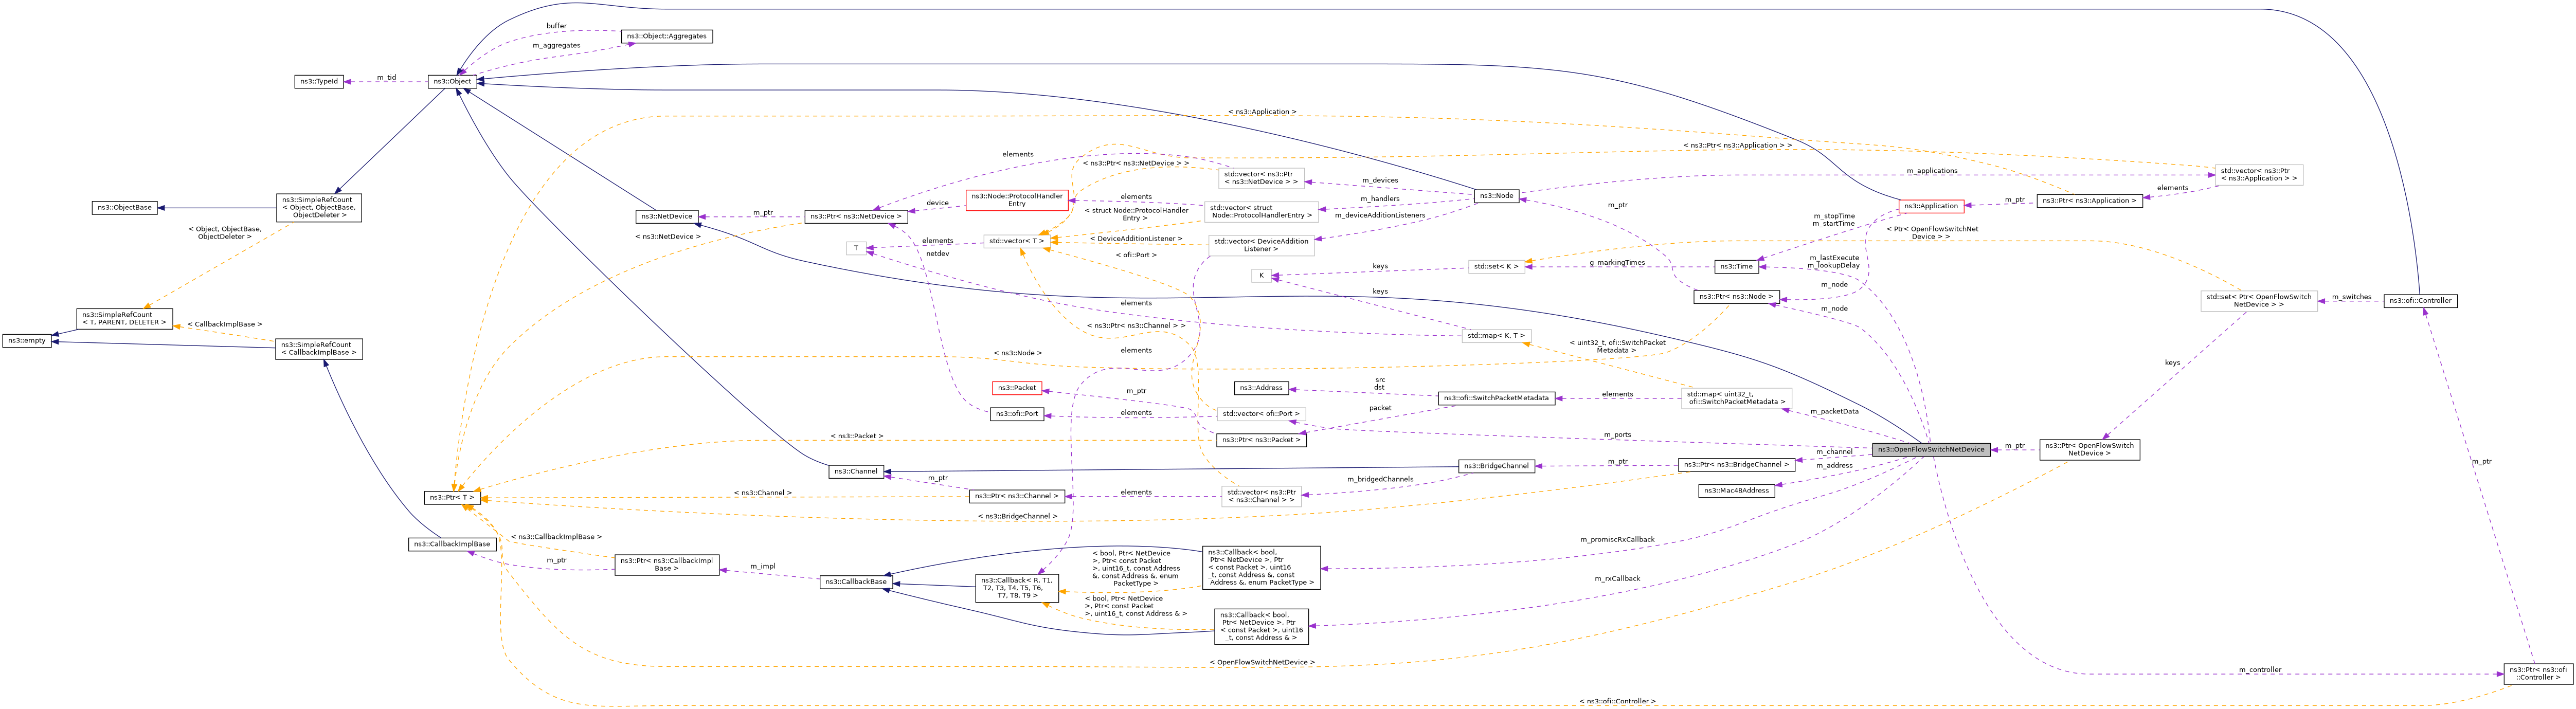 buffer
ns3::Object::Aggregates
m_aggregates
ns3::TypeId
m_tid
ns3::Object
< ns3::Application >
< ns3::Ptr< ns3::Application > >
elements
< ns3::Ptr< ns3::NetDevice > >
std::vector< ns3::Ptr
< ns3::NetDevice > >
m_devices
m_applications
std::vector< ns3::Ptr
< ns3::Application > >
elements
ns3::ObjectBase
ns3::SimpleRefCount
< Object, ObjectBase,
ObjectDeleter >
ns3::NetDevice
m_ptr
ns3::Ptr< ns3::NetDevice >
device
ns3::Node::ProtocolHandler
Entry
elements
std::vector< struct
Node::ProtocolHandlerEntry >
m_handlers
ns3::Node
m_ptr
ns3::Application
m_ptr
ns3::Ptr< ns3::Application >
< struct Node::ProtocolHandler
Entry >
m_deviceAdditionListeners
m_stopTime
m_startTime
< Object, ObjectBase,
ObjectDeleter >
< ns3::NetDevice >
T
elements
netdev
std::vector< T >
< DeviceAdditionListener >
< ofi::Port >
std::vector< DeviceAddition
Listener >
< Ptr< OpenFlowSwitchNet
Device > >
K
keys
std::set< K >
g_markingTimes
ns3::Time
m_lastExecute
m_lookupDelay
m_node
ns3::SimpleRefCount
< T, PARENT, DELETER >
< CallbackImplBase >
ns3::empty
ns3::SimpleRefCount
< CallbackImplBase >
elements
keys
ns3::Ptr< ns3::Node >
m_node
std::set< Ptr< OpenFlowSwitch
NetDevice > >
m_switches
ns3::ofi::Controller
< ns3::Ptr< ns3::Channel > >
std::map< K, T >
< ns3::Node >
elements
< uint32_t, ofi::SwitchPacket
Metadata >
keys
ns3::Packet
m_ptr
ns3::Address
src
dst
ns3::ofi::SwitchPacketMetadata
elements
std::map< uint32_t,
ofi::SwitchPacketMetadata >
m_packetData
ns3::ofi::Port
elements
std::vector< ofi::Port >
packet
< ns3::Packet >
ns3::Ptr< ns3::Packet >
m_ports
ns3::OpenFlowSwitchNetDevice
m_ptr
ns3::Ptr< OpenFlowSwitch
NetDevice >
ns3::Channel
m_ptr
ns3::BridgeChannel
m_ptr
ns3::Ptr< ns3::BridgeChannel >
m_channel
m_address
m_ptr
ns3::Ptr< T >
< ns3::Channel >
ns3::Ptr< ns3::Channel >
elements
std::vector< ns3::Ptr
< ns3::Channel > >
m_bridgedChannels
ns3::Mac48Address
< ns3::BridgeChannel >
ns3::CallbackImplBase
< ns3::CallbackImplBase >
m_ptr
ns3::Ptr< ns3::CallbackImpl
Base >
m_impl
ns3::CallbackBase
< bool, Ptr< NetDevice
>, Ptr< const Packet
>, uint16_t, const Address
&, const Address &, enum
PacketType >
ns3::Callback< bool,
Ptr< NetDevice >, Ptr
< const Packet >, uint16
_t, const Address &, const
Address &, enum PacketType >
m_promiscRxCallback
ns3::Callback< R, T1,
T2, T3, T4, T5, T6,
T7, T8, T9 >
m_rxCallback
< bool, Ptr< NetDevice
>, Ptr< const Packet
>, uint16_t, const Address & >
ns3::Callback< bool,
Ptr< NetDevice >, Ptr
< const Packet >, uint16
_t, const Address & >
< OpenFlowSwitchNetDevice >
m_controller
ns3::Ptr< ns3::ofi
::Controller >
< ns3::ofi::Controller >